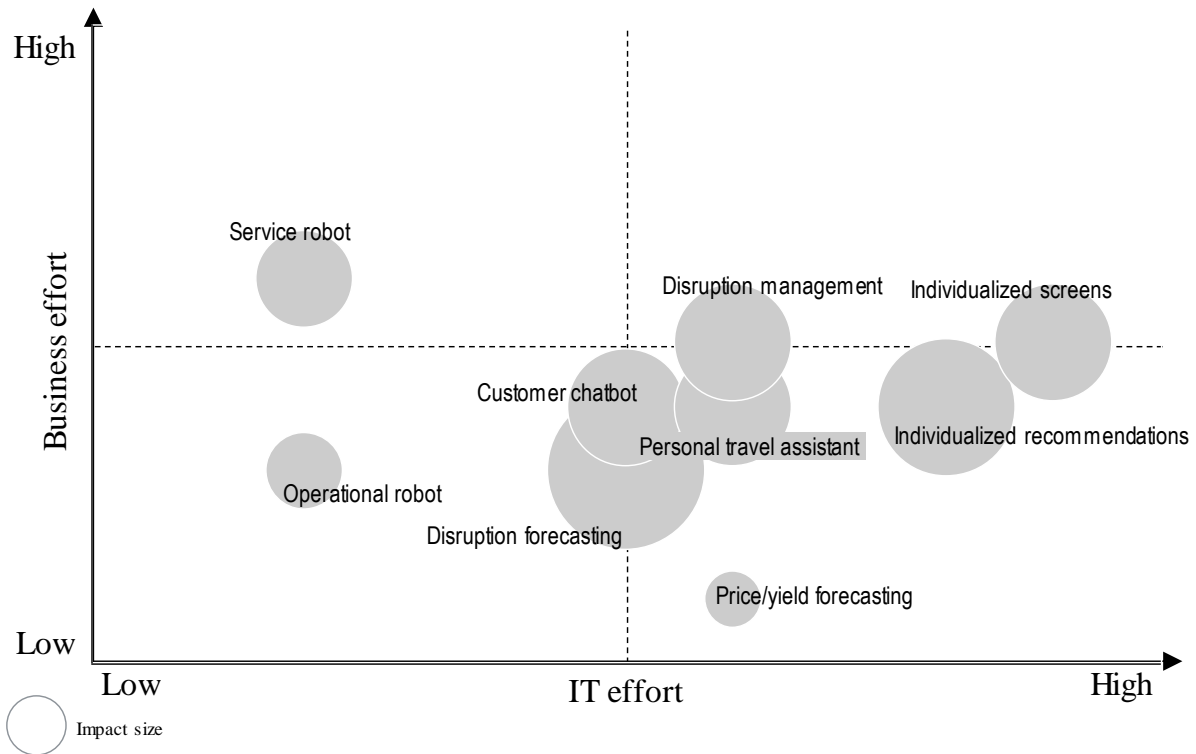 High
Service robot
Disruption management
Individualized screens
Business effort
Customer chatbot
Individualized recommendations
Personal travel assistant
Operational robot
Disruption forecasting
Price/yield forecasting
Low
Low
IT effort
High
Impact size